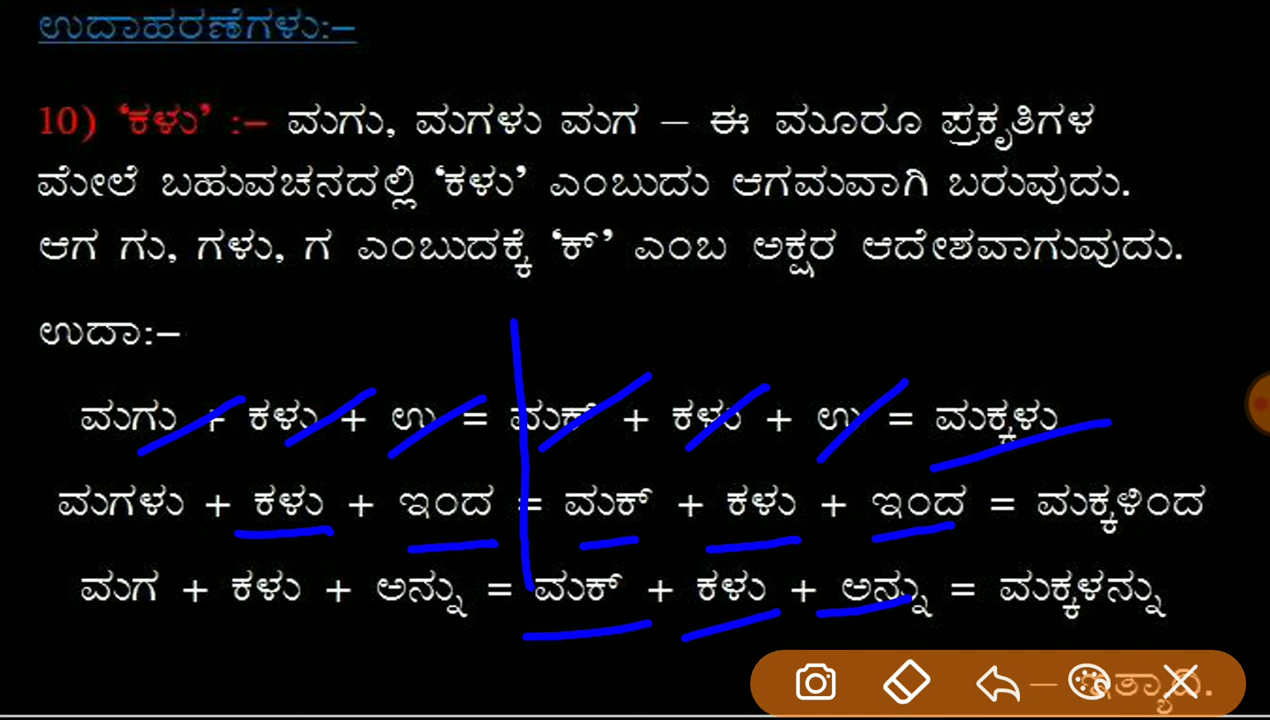 ಉದಾಹರಣೆಗಳು:–
10) ‘ಕಳು’ :– ಮಗು, ಮಗಳು ಮಗ – ಈ ಮೂರೂ ಪ್ರಕೃತಿಗಳ
ಮೇಲೆ ಬಹುವಚನದಲ್ಲಿ ‘ಕಳು’ ಎಂಬುದು ಆಗಮವಾಗಿ ಬರುವುದು.
ಆಗ ಗು, ಗಳು, ಗ ಎಂಬುದಕ್ಕೆ ‘ಕ್’ ಎಂಬ ಅಕ್ಷರ ಆದೇಶವಾಗುವುದು.
ಉದಾ:–
ಮಗು + ಕಳು + ಉ = ಮಕ್ + ಕಳು + ಉ = ಮಕ್ಕಳು
ಮಗಳು + ಕಳು + ಇಂದ = ಮಕ್ + ಕಳು + ಇಂದ = ಮಕ್ಕಳಿಂದ
ಮಗ + ಕಳು + ಅನ್ನು = ಮಕ್ + ಕಳು + ಅನ್ನು = ಮಕ್ಕಳನ್ನು
– ಇತ್ಯಾದಿ.